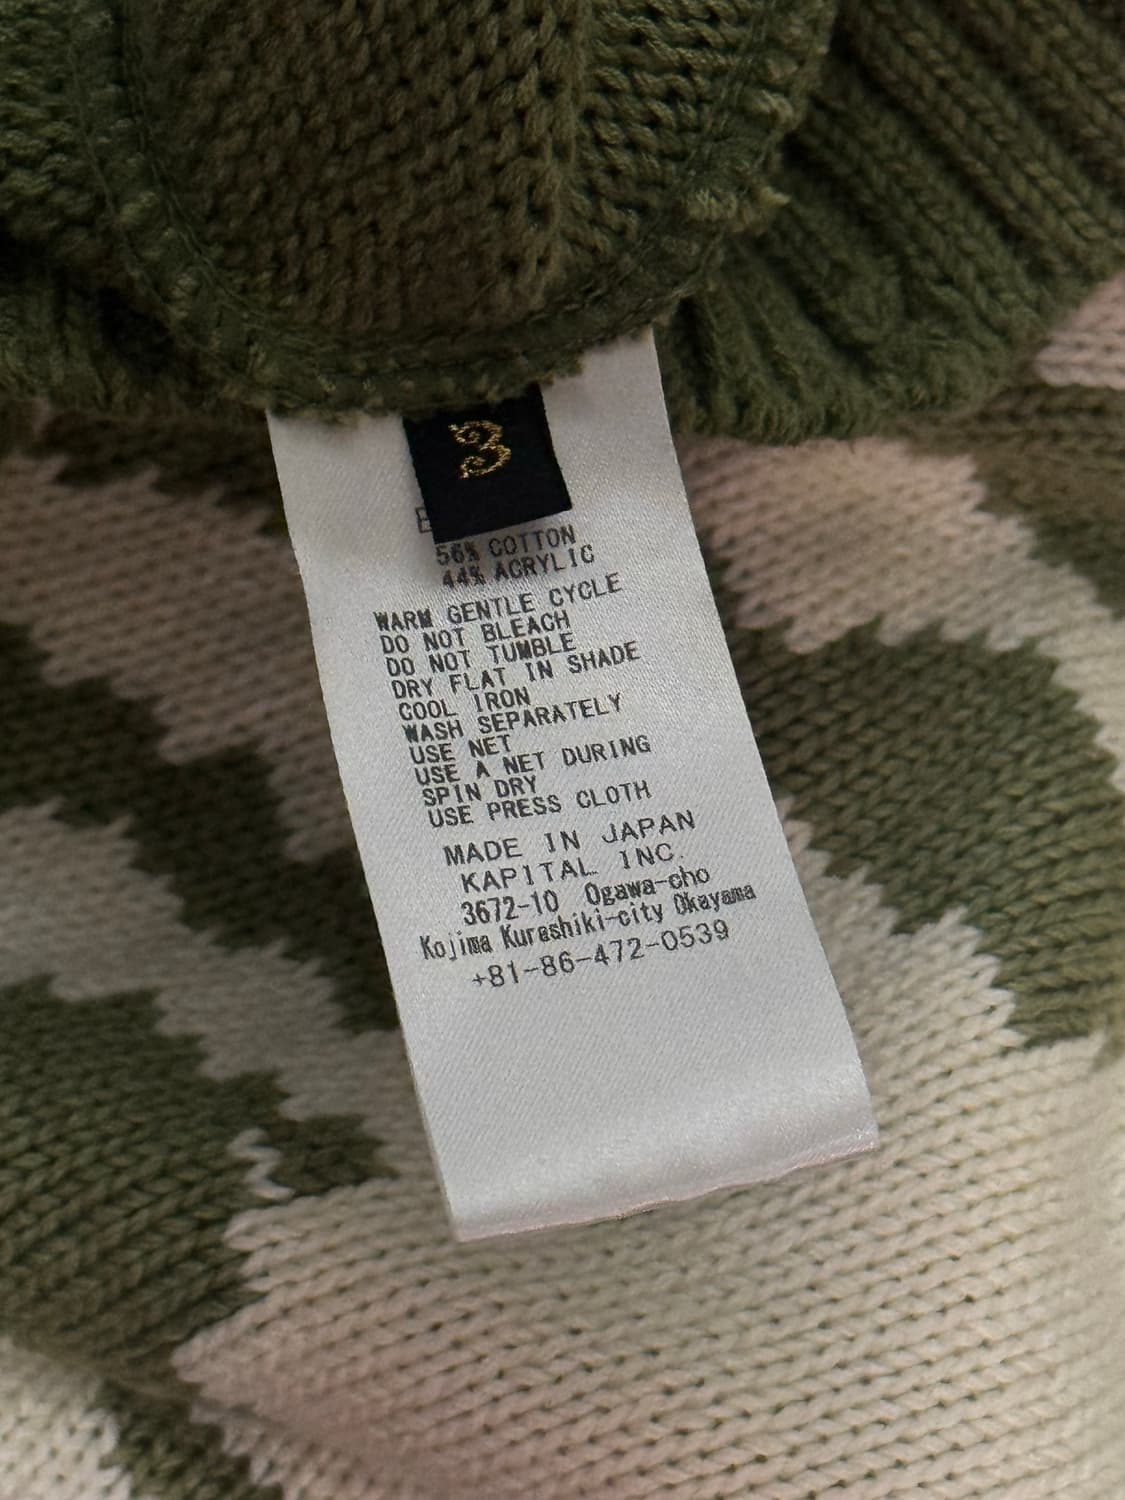 3
E
56% COTTON
44% ACRYLIC
WARM GENTLE CYCLE
DO NOT BLEACH
DO NOT TUMBLE
DRY FLAT IN SHADE
COOL IRON
WASH SEPARATELY
USE NET
USE A NET DURING
SPIN DRY
USE PRESS CLOTH
MADE IN JAPAN
KAPITAL INC.
3672-10 Ogawa-cho
Kojima Kurashiki-city Okayama
+81-86-472-0539